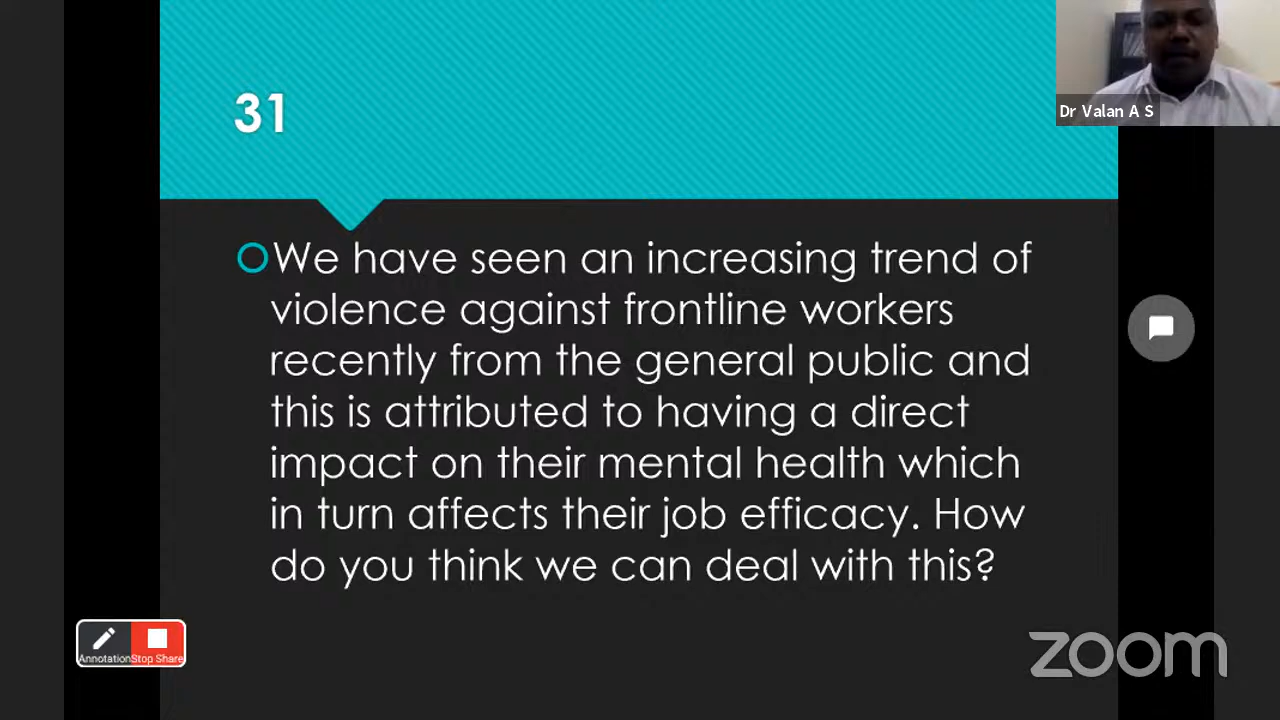 31
Dr Valan A S
We have seen an increasing trend of
violence against frontline workers
recently from the general public and
this is attributed to having a direct
impact on their mental health which
in turn affects their job efficacy. How
do you think we can deal with this?
Annotation Stop Share
zoom